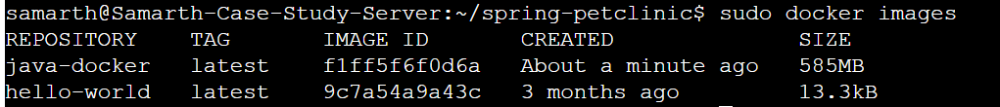 samarth@Samarth-Case-Study-Server:~/spring-petclinic$ sudo docker images
REPOSITORY TAG IMAGE ID CREATED SIZE
java-docker latest f1ff5f6f0d6a About a minute ago 585MB
hello-world latest 9c7a54a9a43c 3 months ago 13.3kB